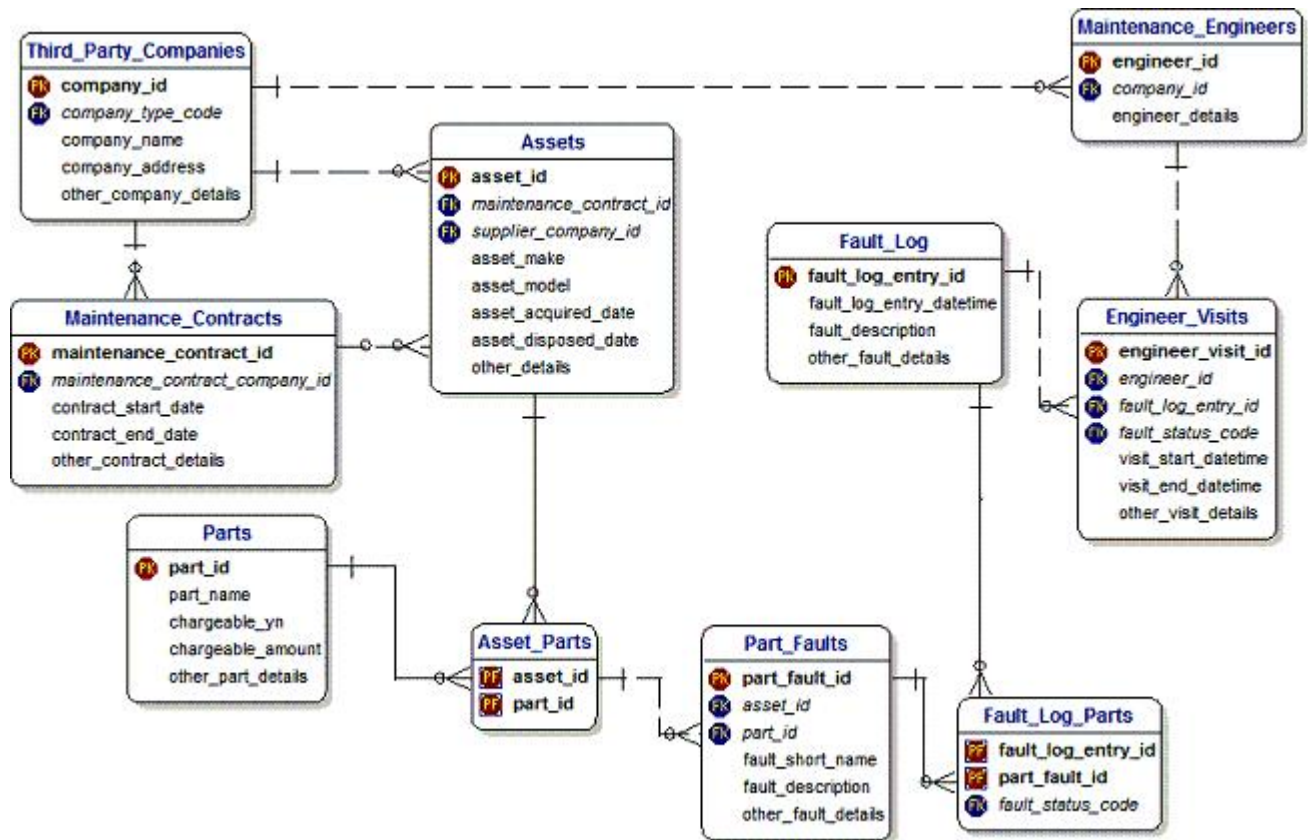 Third_Party_Companies
PK company_id
FK company_type_code
company_name
company_address
other_company_details
Maintenance_Engineers
PK engineer_id
FK company_id
engineer_details
Assets
PK asset_id
FK maintenance_contract_id
FK supplier_company_id
asset_make
asset_model
asset_acquired_date
asset_disposed_date
other_details
Fault_Log
PK fault_log_entry_id
fault_log_entry_datetime
fault_description
other_fault_details
Maintenance_Contracts
PK maintenance_contract_id
FK maintenance_contract_company_id
contract_start_date
contract_end_date
other_contract_details
Engineer_Visits
PK engineer_visit_id
FK engineer_id
FK fault_log_entry_id
FK fault_status_code
visit_start_datetime
visit_end_datetime
other_visit_details
Parts
PK part_id
part_name
chargeable_yn
chargeable_amount
other_part_details
Asset_Parts
PF asset_id
PF part_id
Part_Faults
PK part_fault_id
FK asset_id
FK part_id
fault_short_name
fault_description
other_fault_details
Fault_Log_Parts
PF fault_log_entry_id
PF part_fault_id
FK fault_status_code